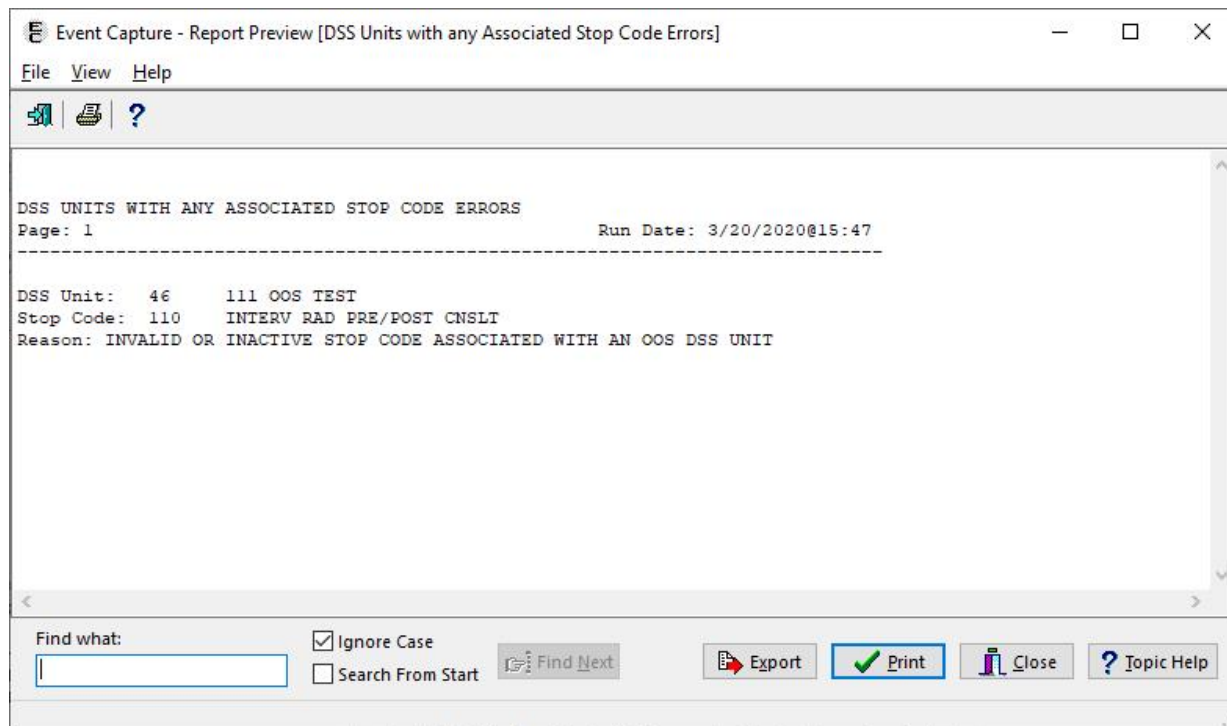 Event Capture - Report Preview [DSS Units with any Associated Stop Code Errors]
File View Help
DSS UNITS WITH ANY ASSOCIATED STOP CODE ERRORS
Page: 1 Run Date: 3/20/2020@15:47
--------------------------------------------------------------------------------
DSS Unit: 46 111 OOS TEST
Stop Code: 110 INTERV RAD PRE/POST CNSLT
Reason: INVALID OR INACTIVE STOP CODE ASSOCIATED WITH AN OOS DSS UNIT
Find what:
Ignore Case
Search From Start
Find Next
Export
Print
Close
? Topic Help